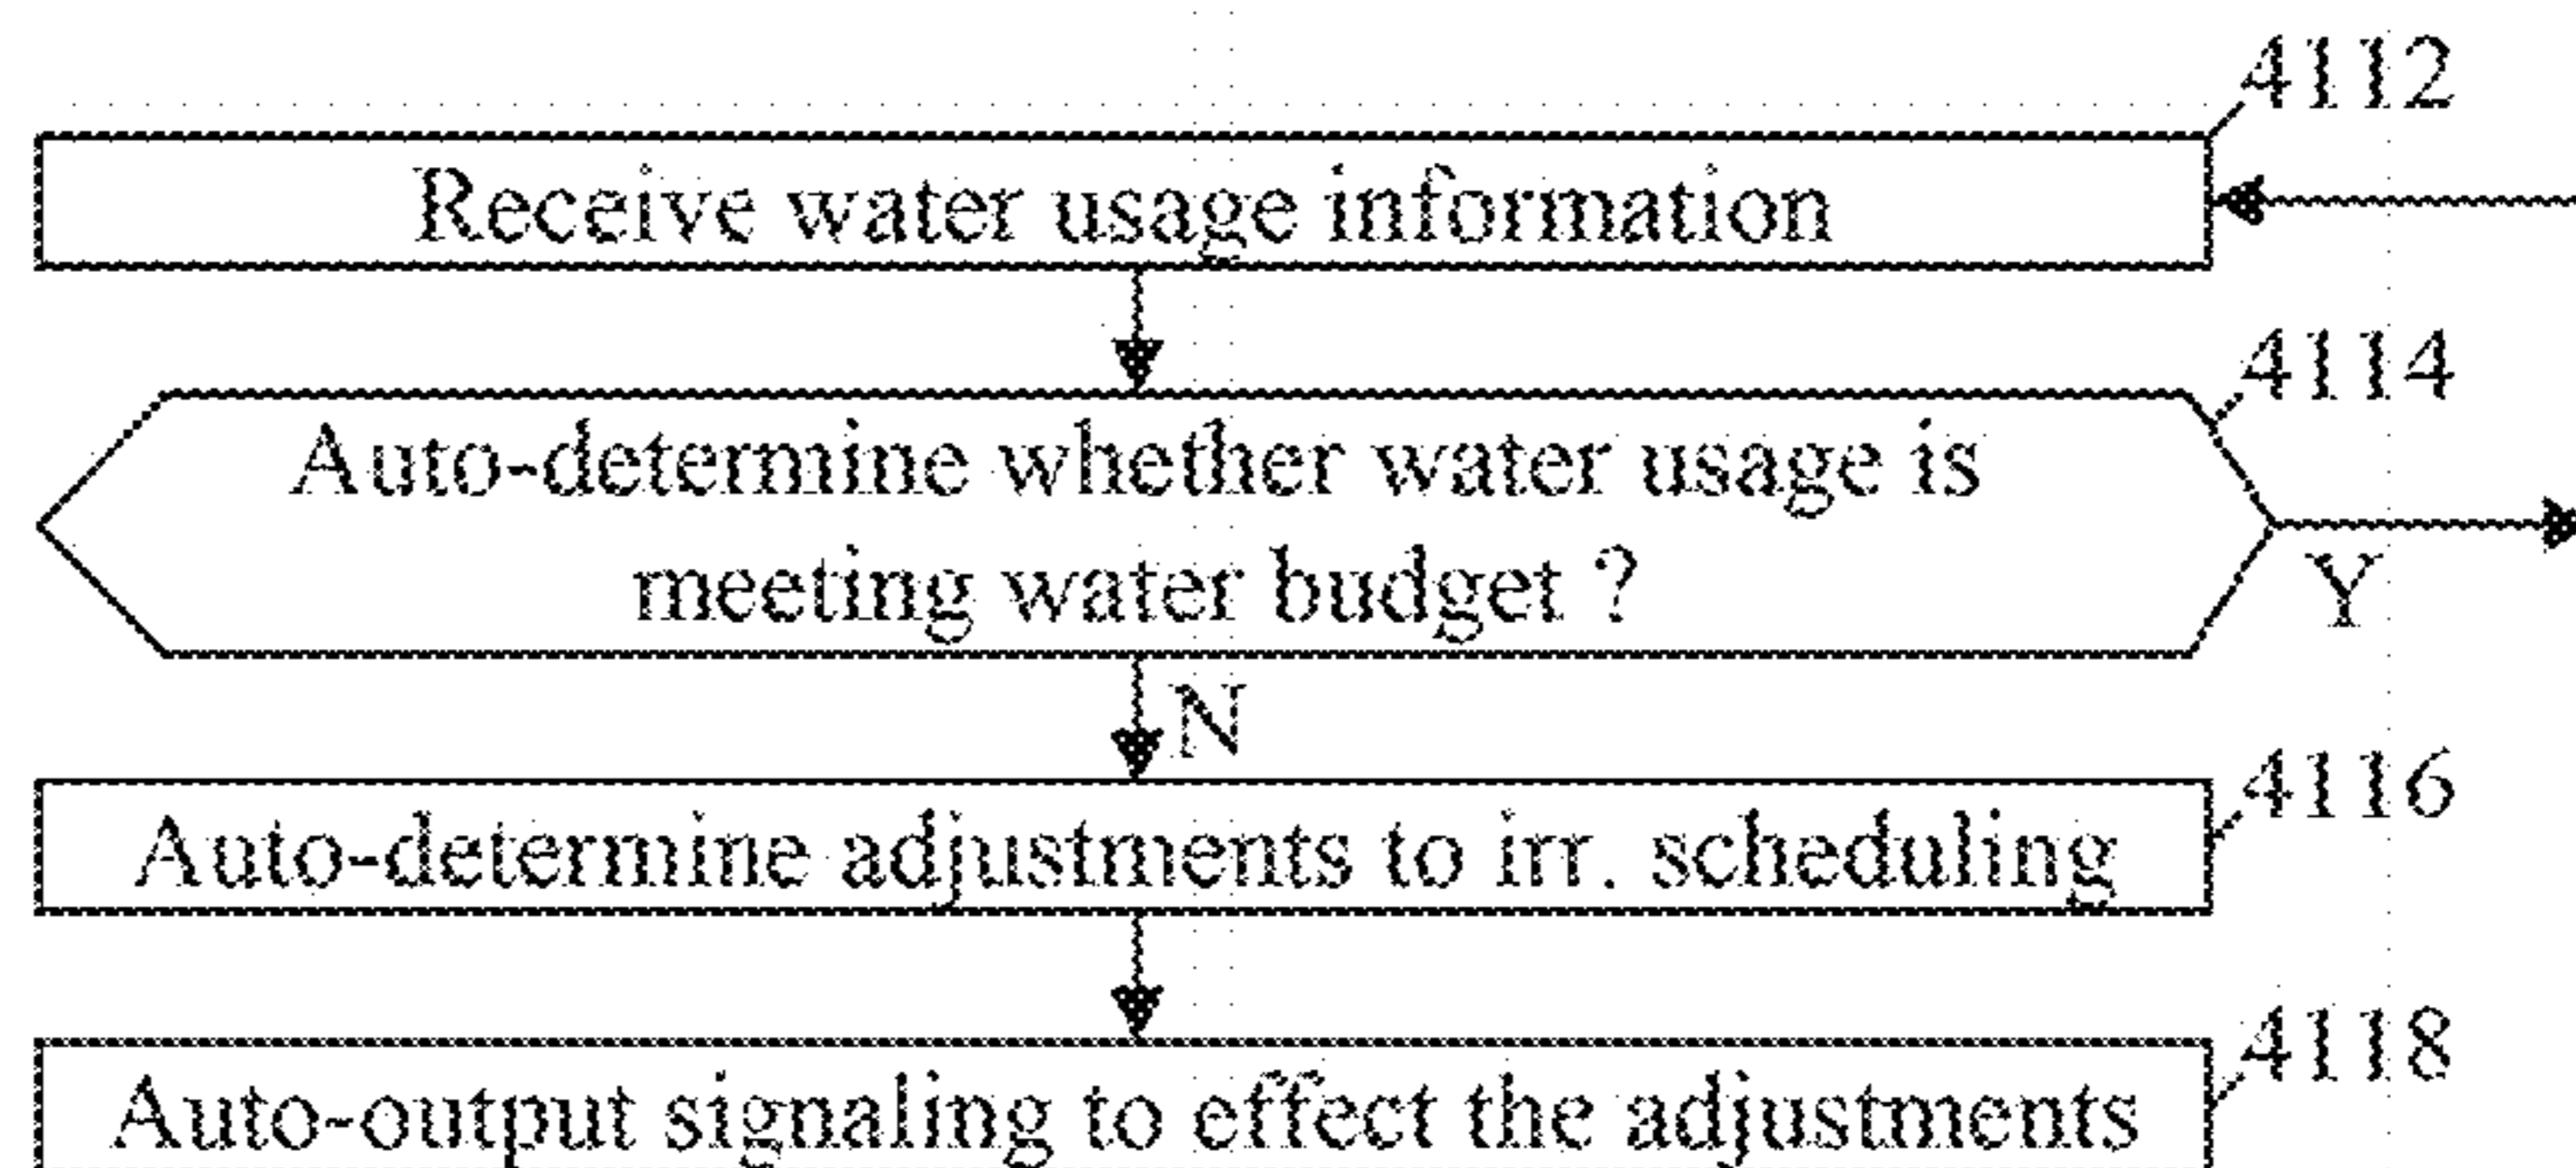 4112
Receive water usage information
4114
Auto-determine whether water usage is
meeting water budget ?
Y
N
4116
Auto-determine adjustments to irr. scheduling
4118
Auto-output signaling to effect the adjustments